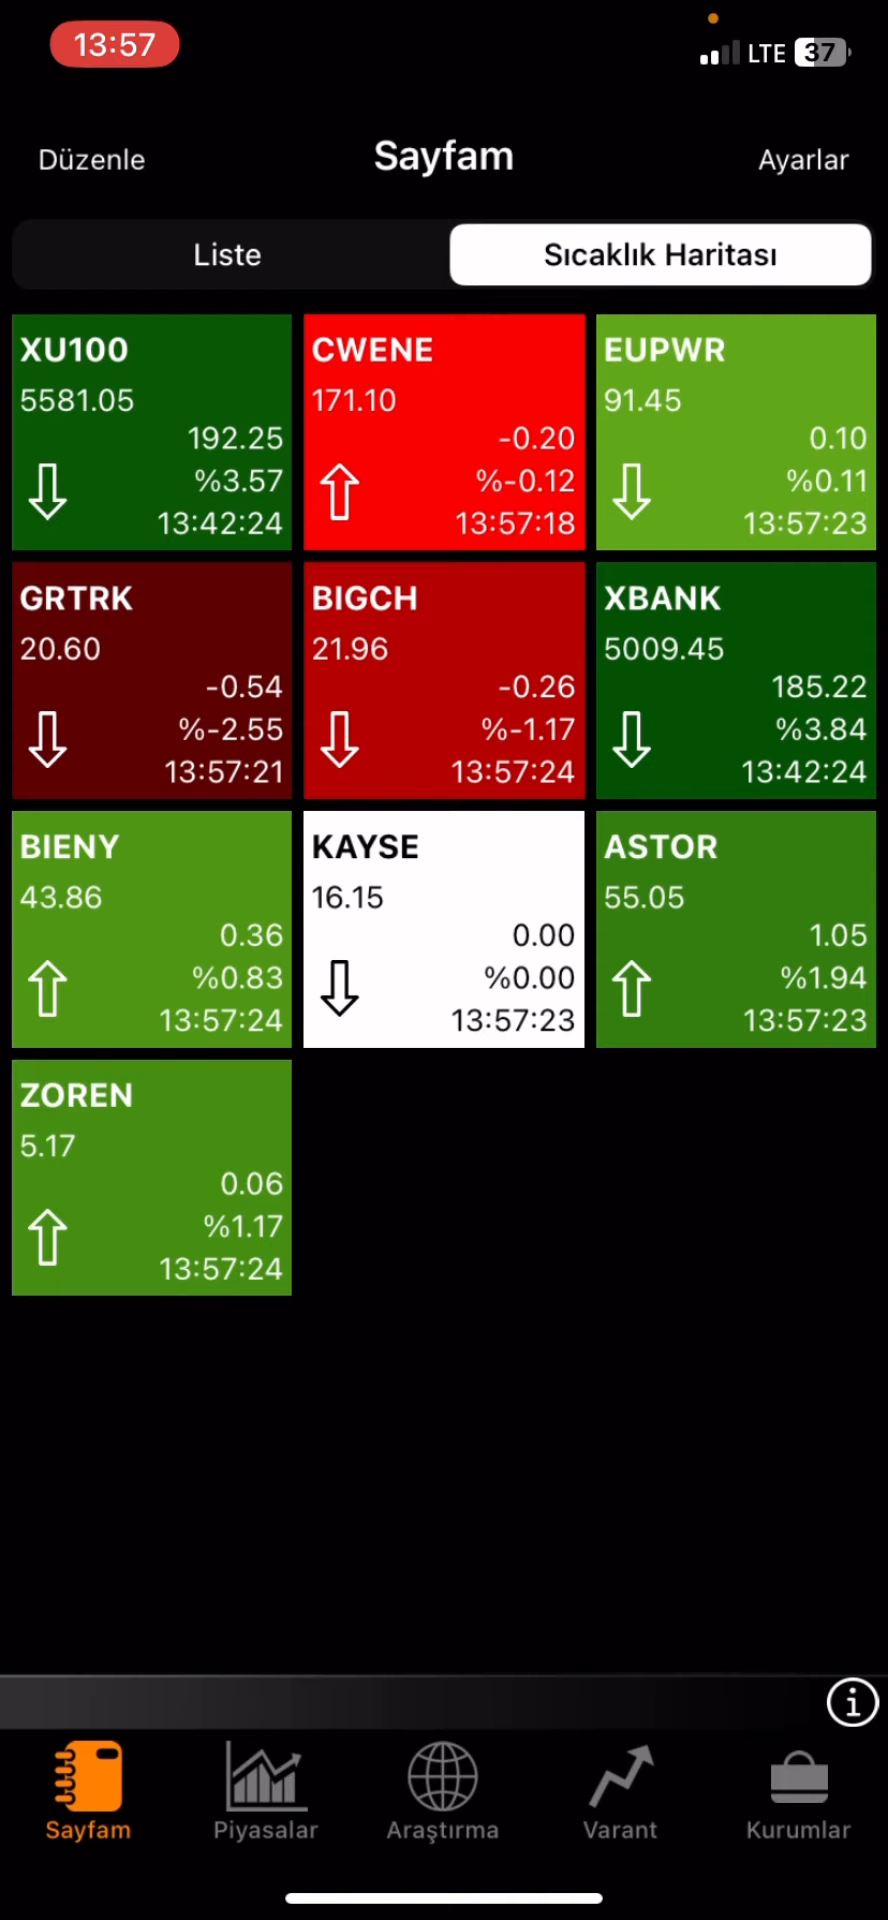 13:57
LTE 37
Düzenle Sayfam Ayarlar
Liste Sıcaklık Haritası
XU100
5581.05
192.25
%3.57
13:42:24
CWENE
171.10
-0.20
%-0.12
13:57:18
EUPWR
91.45
0.10
%0.11
13:57:23
GRTRK
20.60
-0.54
%-2.55
13:57:21
BIGCH
21.96
-0.26
%-1.17
13:57:24
XBANK
5009.45
185.22
%3.84
13:42:24
BIENY
43.86
0.36
%0.83
13:57:24
KAYSE
16.15
0.00
%0.00
13:57:23
ASTOR
55.05
1.05
%1.94
13:57:23
ZOREN
5.17
0.06
%1.17
13:57:24
Sayfam Piyasalar Araştırma Varant Kurumlar